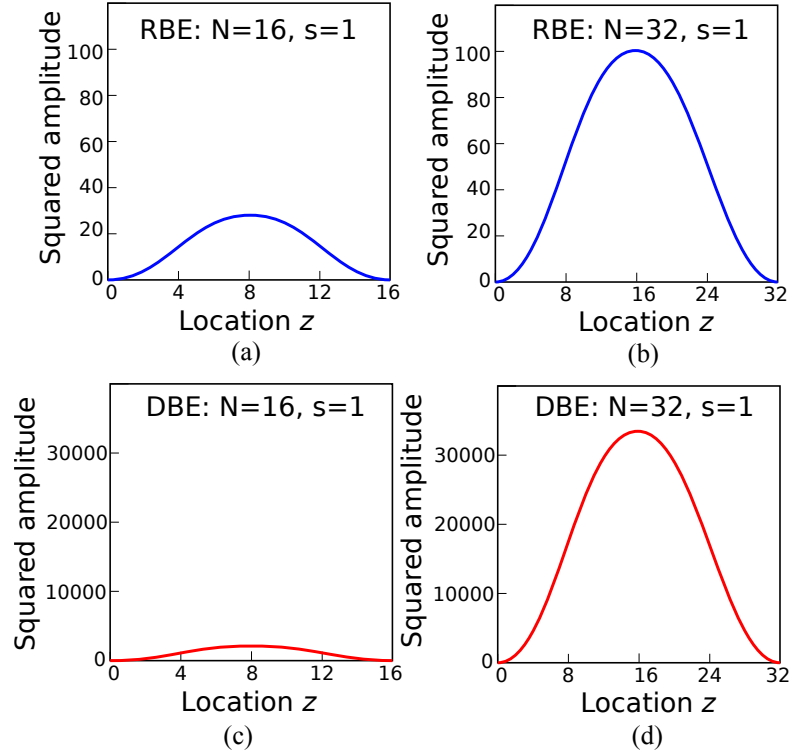 RBE: N=16, s=1
Squared amplitude
100
80
60
40
20
0
0 4 8 12 16
Location z
(a)
RBE: N=32, s=1
Squared amplitude
100
80
60
40
20
0
0 8 16 24 32
Location z
(b)
DBE: N=16, s=1
Squared amplitude
30000
20000
10000
0
0 4 8 12 16
Location z
(c)
DBE: N=32, s=1
Squared amplitude
30000
20000
10000
0
0 8 16 24 32
Location z
(d)